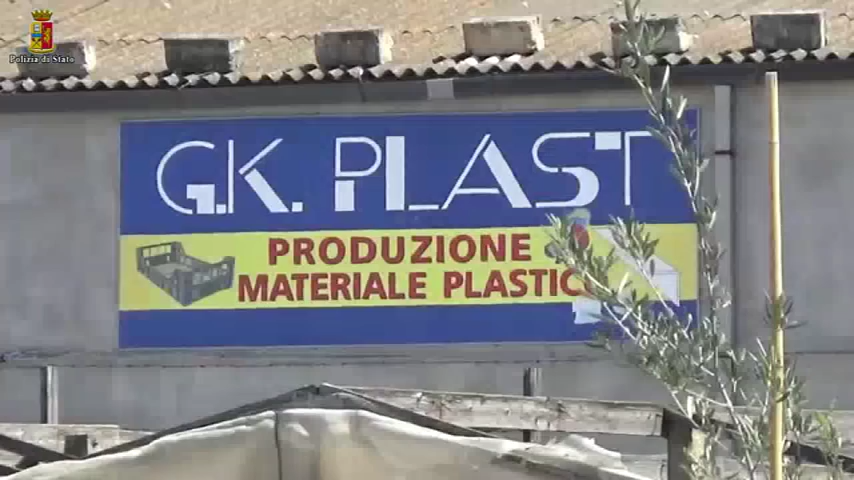 Polizia di Stato
G.K. PLAST
PRODUZIONE
MATERIALE PLASTICO